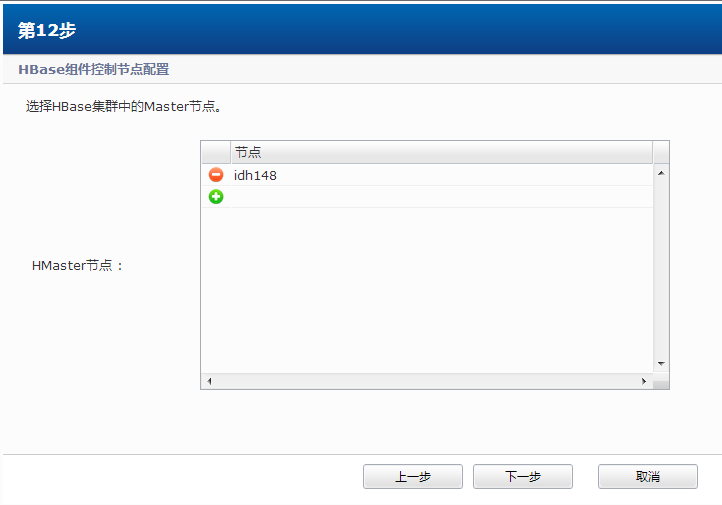 第12步
HBase组件控制节点配置
选择HBase集群中的Master节点。
节点
idh148
HMaster节点：
上一步 下一步 取消